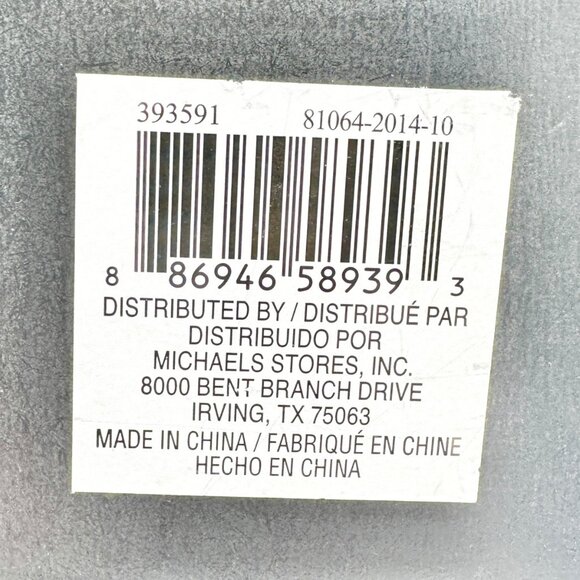 393591 81064-2014-10
8 86946 58939 3
DISTRIBUTED BY / DISTRIBUÉ PAR
DISTRIBUIDO POR
MICHAELS STORES, INC.
8000 BENT BRANCH DRIVE
IRVING, TX 75063
MADE IN CHINA / FABRIQUÉ EN CHINE
HECHO EN CHINA